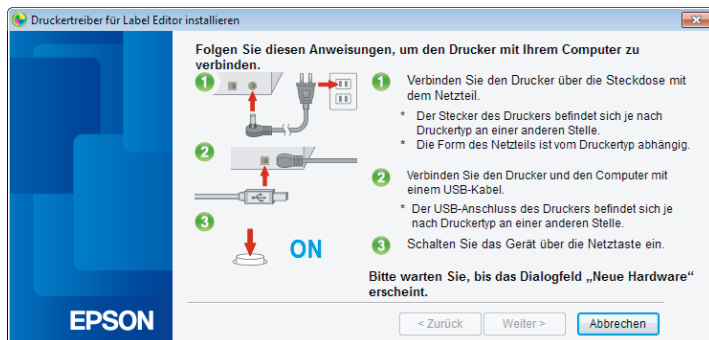 Druckertreiber für Label Editor installieren
Folgen Sie diesen Anweisungen, um den Drucker mit Ihrem Computer zu
verbinden.
1
1
Verbinden Sie den Drucker über die Steckdose mit
dem Netzteil.
* Der Stecker des Druckers befindet sich je nach
Druckertyp an einer anderen Stelle.
* Die Form des Netzteils ist vom Druckertyp abhängig.
2
2
Verbinden Sie den Drucker und den Computer mit
einem USB-Kabel.
* Der USB-Anschluss des Druckers befindet sich je
nach Druckertyp an einer anderen Stelle.
3
ON
3
Schalten Sie das Gerät über die Netztaste ein.
Bitte warten Sie, bis das Dialogfeld „Neue Hardware“
erscheint.
EPSON
< Zurück
Weiter >
Abbrechen